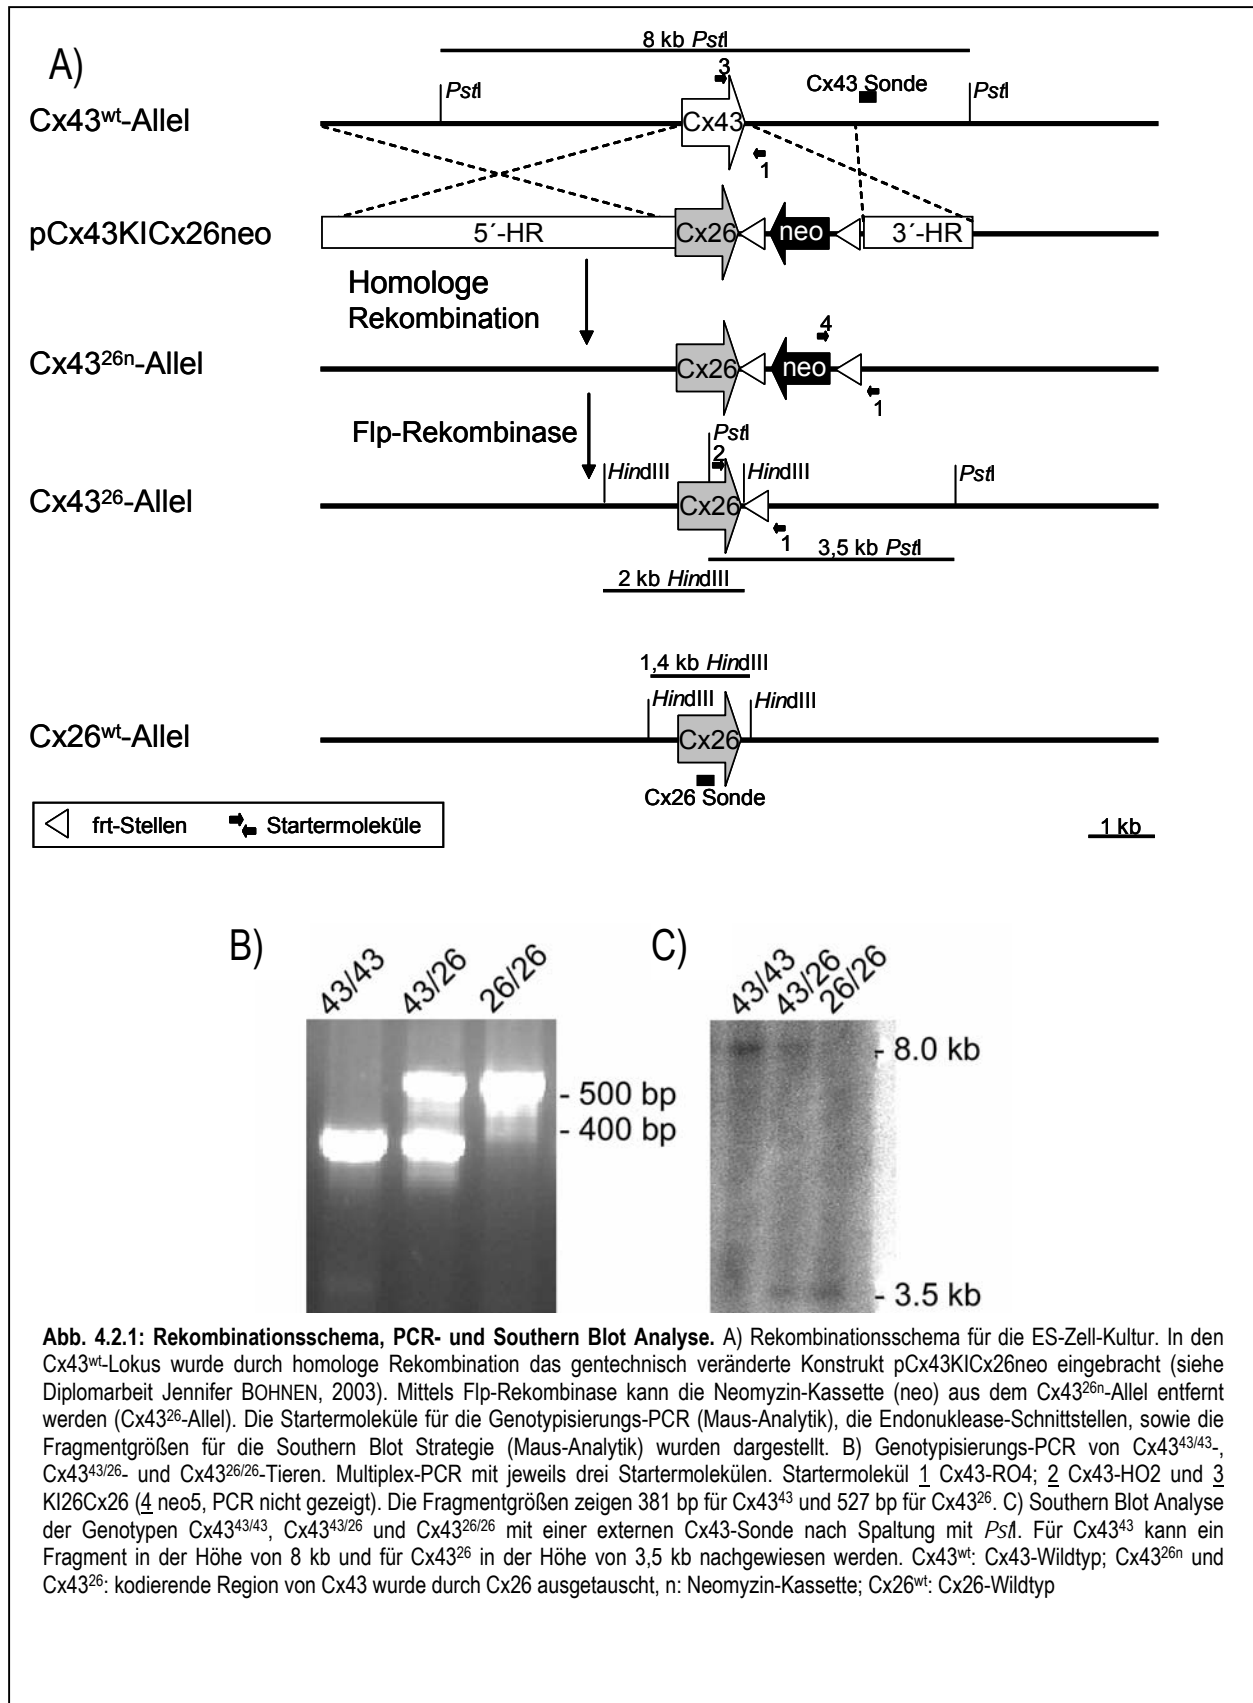 A)
8 kb PstI
3
Cx43 Sonde
PstI
PstI
Cx43wt-Allel
Cx43
1
pCx43KICx26neo
5´-HR
Cx26
neo
3´-HR
Homologe
Rekombination
4
Cx4326n-Allel
Cx26
neo
1
Flp-Rekombinase
PstI
2
HindIII
HindIII
PstI
Cx4326-Allel
Cx26
1
3,5 kb PstI
2 kb HindIII
1,4 kb HindIII
HindIII
HindIII
Cx26wt-Allel
Cx26
Cx26 Sonde
frt-Stellen
Startermoleküle
1 kb
B)
43/43
43/26
26/26
- 500 bp
- 400 bp
C)
43/43
43/26
26/26
- 8.0 kb
- 3.5 kb
Abb. 4.2.1: Rekombinationsschema, PCR- und Southern Blot Analyse. A) Rekombinationsschema für die ES-Zell-Kultur. In den
Cx43wt-Lokus wurde durch homologe Rekombination das gentechnisch veränderte Konstrukt pCx43KICx26neo eingebracht (siehe
Diplomarbeit Jennifer BOHNEN, 2003). Mittels Flp-Rekombinase kann die Neomyzin-Kassette (neo) aus dem Cx4326n-Allel entfernt
werden (Cx4326-Allel). Die Startermoleküle für die Genotypisierungs-PCR (Maus-Analytik), die Endonuklease-Schnittstellen, sowie die
Fragmentgrößen für die Southern Blot Strategie (Maus-Analytik) wurden dargestellt. B) Genotypisierungs-PCR von Cx4343/43-,
Cx4343/26- und Cx4326/26-Tieren. Multiplex-PCR mit jeweils drei Startermolekülen. Startermolekül 1 Cx43-RO4; 2 Cx43-HO2 und 3
KI26Cx26 (4 neo5, PCR nicht gezeigt). Die Fragmentgrößen zeigen 381 bp für Cx4343 und 527 bp für Cx4326. C) Southern Blot Analyse
der Genotypen Cx4343/43, Cx4343/26 und Cx4326/26 mit einer externen Cx43-Sonde nach Spaltung mit PstI. Für Cx4343 kann ein
Fragment in der Höhe von 8 kb und für Cx4326 in der Höhe von 3,5 kb nachgewiesen werden. Cx43wt: Cx43-Wildtyp; Cx4326n und
Cx4326: kodierende Region von Cx43 wurde durch Cx26 ausgetauscht, n: Neomyzin-Kassette; Cx26wt: Cx26-Wildtyp